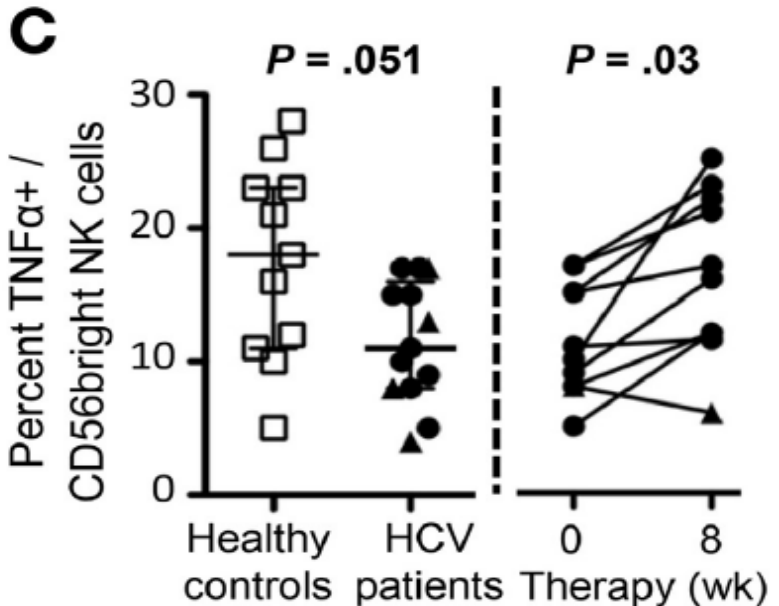 C
P = .051
P = .03
Percent TNFα+ /
CD56bright NK cells
30
20
10
0
Healthy
controls
HCV
patients
0
8
Therapy (wk)